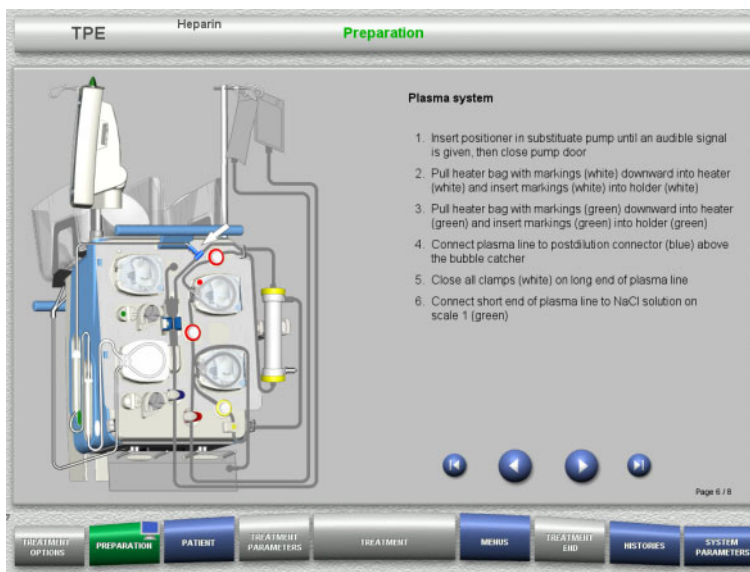 TPE
Heparin
Preparation
Plasma system
1. Insert positioner in substituate pump until an audible signal
is given, then close pump door
2. Pull heater bag with markings (white) downward into heater
(white) and insert markings (white) into holder (white)
3. Pull heater bag with markings (green) downward into heater
(green) and insert markings (green) into holder (green)
4. Connect plasma line to postdilution connector (blue) above
the bubble catcher
5. Close all clamps (white) on long end of plasma line
6. Connect short end of plasma line to NaCl solution on
scale 1 (green)
Page 6 / 8
TREATMENT
OPTIONS
PREPARATION
PATIENT
TREATMENT
PARAMETERS
TREATMENT
MENUS
TREATMENT
END
HISTORIES
SYSTEM
PARAMETERS